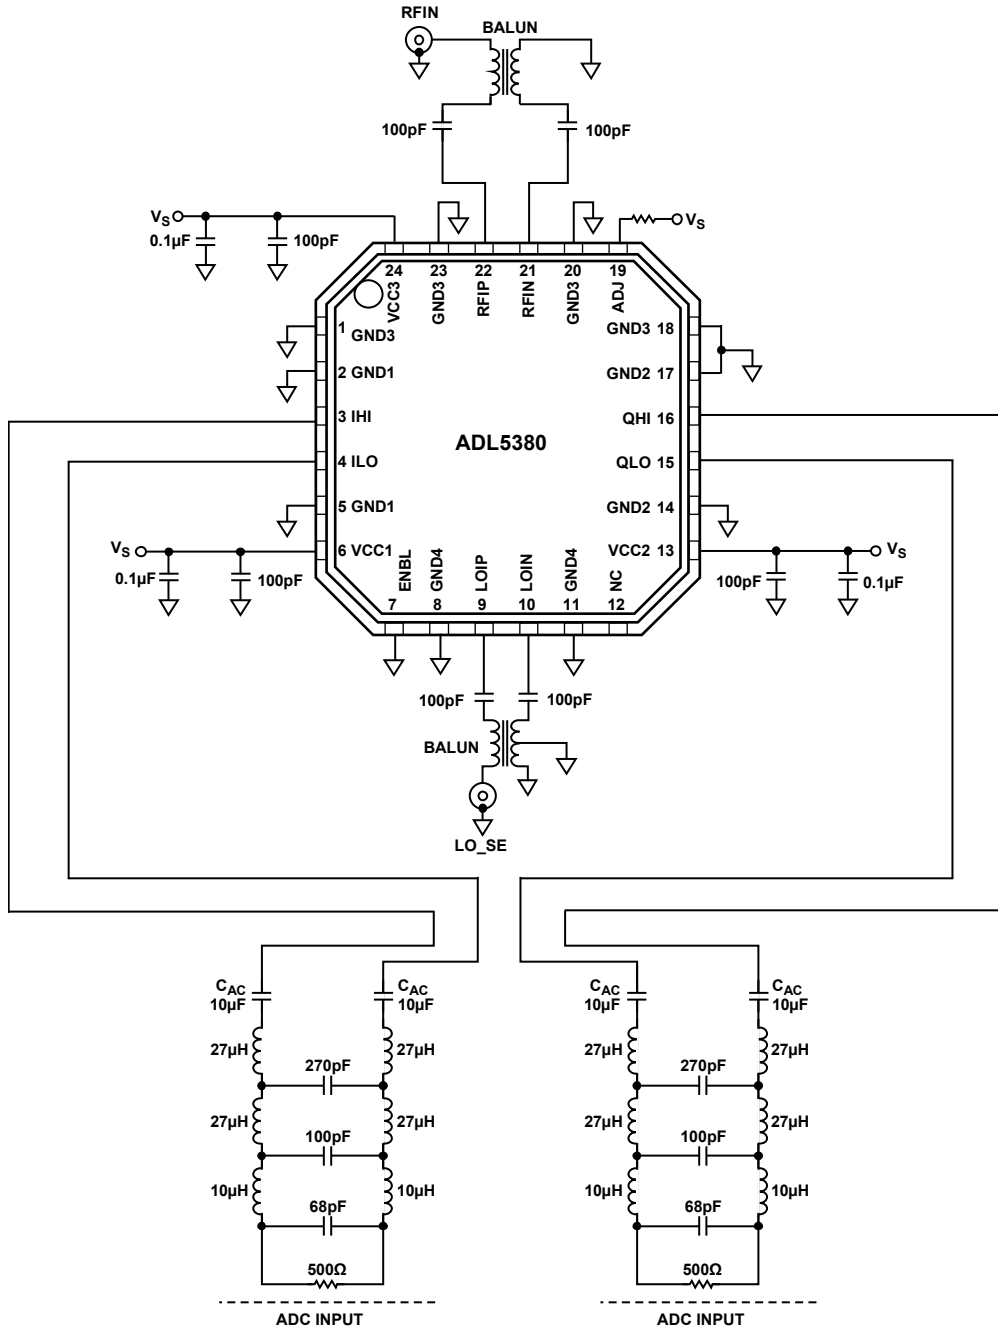 RFIN
BALUN
100pF
100pF
VS
0.1µF
100pF
VS
24 23 22 21 20 19
VCC3 GND3 RFIP RFIN GND3 ADJ
1 GND3
GND3 18
2 GND1
GND2 17
3 IHI
QHI 16
ADL5380
4 ILO
QLO 15
5 GND1
GND2 14
VS
6 VCC1
VCC2 13
VS
0.1µF
100pF
100pF
0.1µF
ENBL GND4 LOIP LOIN GND4 NC
7 8 9 10 11 12
100pF
100pF
BALUN
LO_SE
CAC
10µF
CAC
10µF
CAC
10µF
CAC
10µF
27µH
27µH
27µH
27µH
270pF
270pF
27µH
27µH
27µH
27µH
100pF
100pF
10µH
10µH
10µH
10µH
68pF
68pF
500Ω
500Ω
ADC INPUT
ADC INPUT